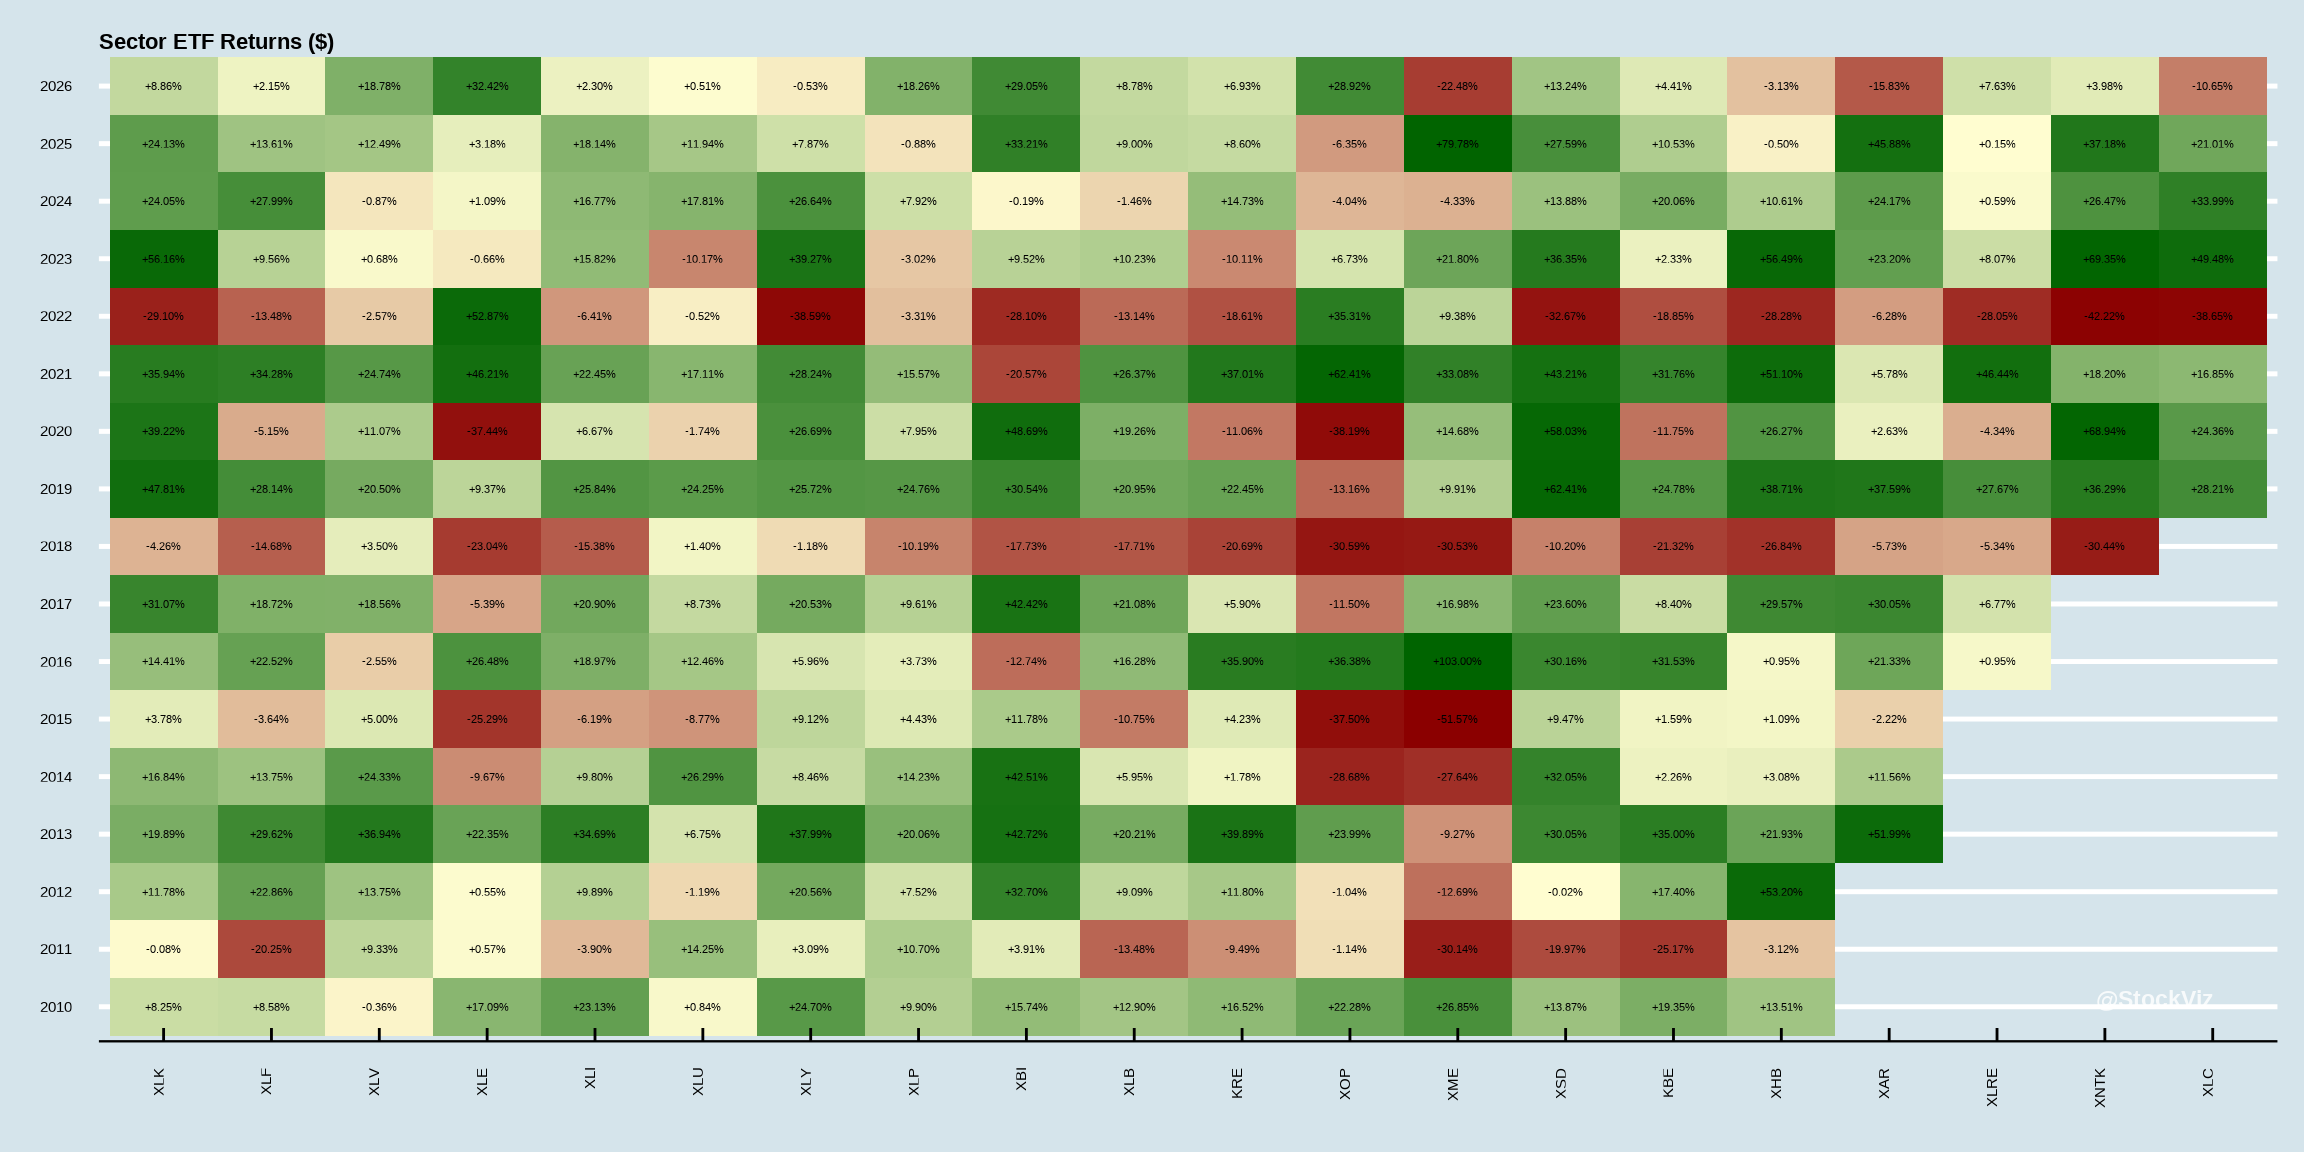 Sector ETF Returns ($)
2026 +8.86% +2.15% +18.78% +32.42% +2.30% +0.51% -0.53% +18.26% +29.05% +8.78% +6.93% +28.92% -22.48% +13.24% +4.41% -3.13% -15.83% +7.63% +3.98% -10.65%
2025 +24.13% +13.61% +12.49% +3.18% +18.14% +11.94% +7.87% -0.88% +33.21% +9.00% +8.60% -6.35% +79.78% +27.59% +10.53% -0.50% +45.88% +0.15% +37.18% +21.01%
2024 +24.05% +27.99% -0.87% +1.09% +16.77% +17.81% +26.64% +7.92% -0.19% -1.46% +14.73% -4.04% -4.33% +13.88% +20.06% +10.61% +24.17% +0.59% +26.47% +33.99%
2023 +56.16% +9.56% +0.68% -0.66% +15.82% -10.17% +39.27% -3.02% +9.52% +10.23% -10.11% +6.73% +21.80% +36.35% +2.33% +56.49% +23.20% +8.07% +69.35% +49.48%
2022 -29.10% -13.48% -2.57% +52.87% -6.41% -0.52% -38.59% -3.31% -28.10% -13.14% -18.61% +35.31% +9.38% -32.67% -18.85% -28.28% -6.28% -28.05% -42.22% -38.65%
2021 +35.94% +34.28% +24.74% +46.21% +22.45% +17.11% +28.24% +15.57% -20.57% +26.37% +37.01% +62.41% +33.08% +43.21% +31.76% +51.10% +5.78% +46.44% +18.20% +16.85%
2020 +39.22% -5.15% +11.07% -37.44% +6.67% -1.74% +26.69% +7.95% +48.69% +19.26% -11.06% -38.19% +14.68% +58.03% -11.75% +26.27% +2.63% -4.34% +68.94% +24.36%
2019 +47.81% +28.14% +20.50% +9.37% +25.84% +24.25% +25.72% +24.76% +30.54% +20.95% +22.45% -13.16% +9.91% +62.41% +24.78% +38.71% +37.59% +27.67% +36.29% +28.21%
2018 -4.26% -14.68% +3.50% -23.04% -15.38% +1.40% -1.18% -10.19% -17.73% -17.71% -20.69% -30.59% -30.53% -10.20% -21.32% -26.84% -5.73% -5.34% -30.44%
2017 +31.07% +18.72% +18.56% -5.39% +20.90% +8.73% +20.53% +9.61% +42.42% +21.08% +5.90% -11.50% +16.98% +23.60% +8.40% +29.57% +30.05% +6.77%
2016 +14.41% +22.52% -2.55% +26.48% +18.97% +12.46% +5.96% +3.73% -12.74% +16.28% +35.90% +36.38% +103.00% +30.16% +31.53% +0.95% +21.33% +0.95%
2015 +3.78% -3.64% +5.00% -25.29% -6.19% -8.77% +9.12% +4.43% +11.78% -10.75% +4.23% -37.50% -51.57% +9.47% +1.59% +1.09% -2.22%
2014 +16.84% +13.75% +24.33% -9.67% +9.80% +26.29% +8.46% +14.23% +42.51% +5.95% +1.78% -28.68% -27.64% +32.05% +2.26% +3.08% +11.56%
2013 +19.89% +29.62% +36.94% +22.35% +34.69% +6.75% +37.99% +20.06% +42.72% +20.21% +39.89% +23.99% -9.27% +30.05% +35.00% +21.93% +51.99%
2012 +11.78% +22.86% +13.75% +0.55% +9.89% -1.19% +20.56% +7.52% +32.70% +9.09% +11.80% -1.04% -12.69% -0.02% +17.40% +53.20%
2011 -0.08% -20.25% +9.33% +0.57% -3.90% +14.25% +3.09% +10.70% +3.91% -13.48% -9.49% -1.14% -30.14% -19.97% -25.17% -3.12%
2010 +8.25% +8.58% -0.36% +17.09% +23.13% +0.84% +24.70% +9.90% +15.74% +12.90% +16.52% +22.28% +26.85% +13.87% +19.35% +13.51%
@StockViz
XLK XLF XLV XLE XLI XLU XLY XLP XBI XLB KRE XOP XME XSD KBE XHB XAR XLRE XNTK XLC